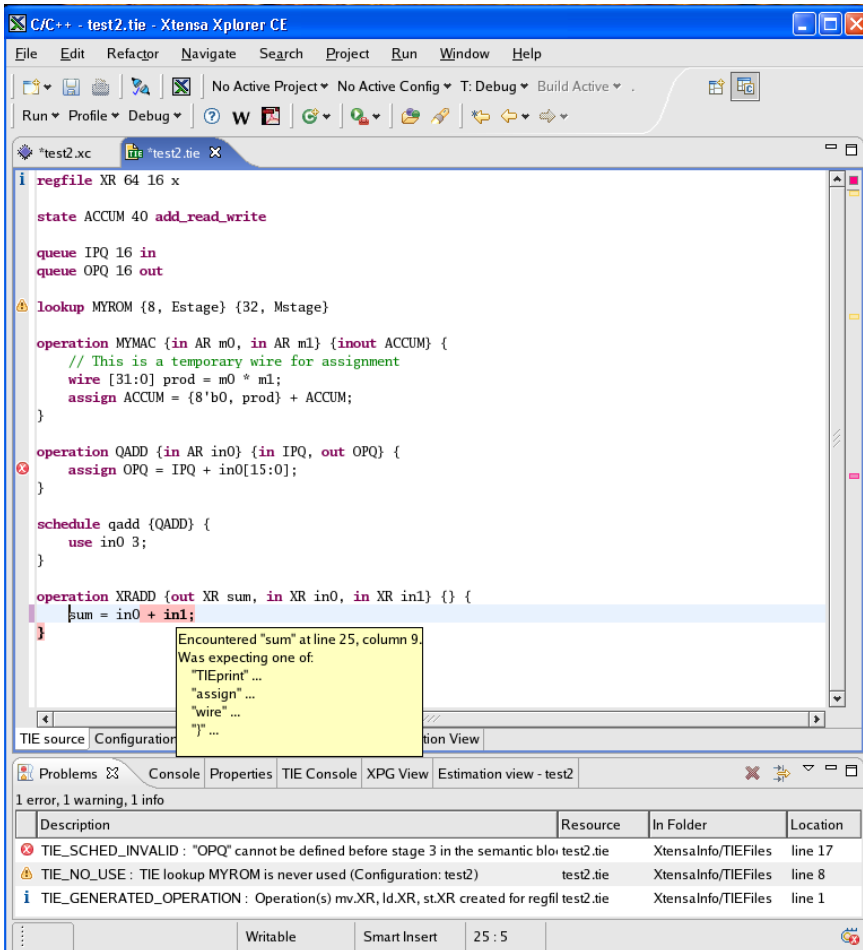 C/C++ - test2.tie - Xtensa Xplorer CE
File Edit Refactor Navigate Search Project Run Window Help
No Active Project No Active Config T: Debug Build Active .
Run Profile Debug ? W
*test2.xc *test2.tie
regfile XR 64 16 x
state ACCUM 40 add_read_write
queue IPQ 16 in
queue OPQ 16 out
lookup MYROM {8, Estage} {32, Mstage}
operation MYMAC {in AR m0, in AR m1} {inout ACCUM} {
// This is a temporary wire for assignment
wire [31:0] prod = m0 * m1;
assign ACCUM = {8'b0, prod} + ACCUM;
}
operation QADD {in AR in0} {in IPQ, out OPQ} {
assign OPQ = IPQ + in0[15:0];
}
schedule qadd {QADD} {
use in0 3;
}
operation XRADD {out XR sum, in XR in0, in XR in1} {} {
sum = in0 + in1;
}
Encountered "sum" at line 25, column 9.
Was expecting one of:
"TIEprint" ...
"assign" ...
"wire" ...
"}" ...
TIE source Configuration tion View
Problems Console Properties TIE Console XPG View Estimation view - test2
1 error, 1 warning, 1 info
Description Resource In Folder Location
TIE_SCHED_INVALID : "OPQ" cannot be defined before stage 3 in the semantic blo test2.tie XtensaInfo/TIEFiles line 17
TIE_NO_USE : TIE lookup MYROM is never used (Configuration: test2) test2.tie XtensaInfo/TIEFiles line 8
i TIE_GENERATED_OPERATION : Operation(s) mv.XR, ld.XR, st.XR created for regfil test2.tie XtensaInfo/TIEFiles line 1
Writable Smart Insert 25 : 5